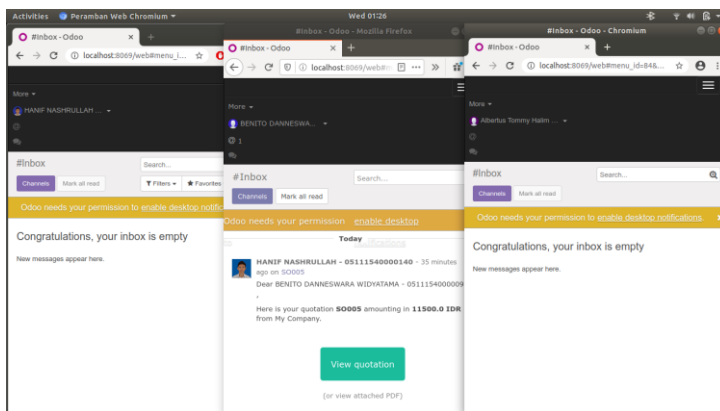 Activities Peramban Web Chromium Wed 01:26
#Inbox - Odoo
localhost:8069/web#menu_i...
More
HANIF NASHRULLAH ...
#Inbox
Search...
Channels Mark all read Filters Favorites
Odoo needs your permission to enable desktop notific
Congratulations, your inbox is empty
New messages appear here.
#Inbox - Odoo - Mozilla Firefox
#Inbox - Odoo
localhost:8069/web#
More
BENITO DANNESWA...
@ 1
#Inbox
Search...
Channels Mark all read
Odoo needs your permission enable desktop
notifications
Today
HANIF NASHRULLAH - 05111540000140 - 35 minutes
ago on SO005
Dear BENITO DANNESWARA WIDYATAMA - 0511154000009
,
Here is your quotation SO005 amounting in 11500.0 IDR
from My Company.
View quotation
(or view attached PDF)
#Inbox - Odoo - Chromium
#Inbox - Odoo
localhost:8069/web#menu_id=84&...
More
Albertus Tommy Halim ...
#Inbox
Search...
Channels Mark all read
Odoo needs your permission to enable desktop notifications.
Congratulations, your inbox is empty
New messages appear here.